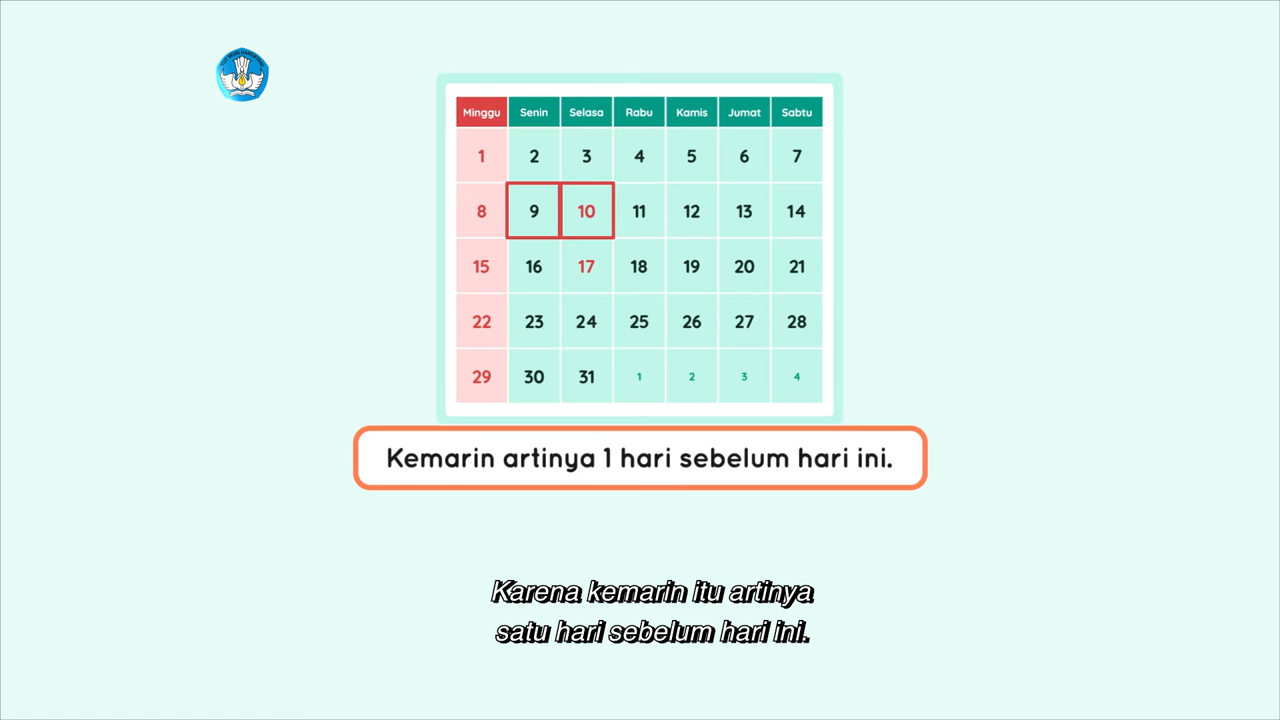 TUT WURI HANDAYANI
Minggu Senin Selasa Rabu Kamis Jumat Sabtu
1 2 3 4 5 6 7
8 9 10 11 12 13 14
15 16 17 18 19 20 21
22 23 24 25 26 27 28
29 30 31 1 2 3 4
Kemarin artinya 1 hari sebelum hari ini.
Karena kemarin itu artinya
satu hari sebelum hari ini.